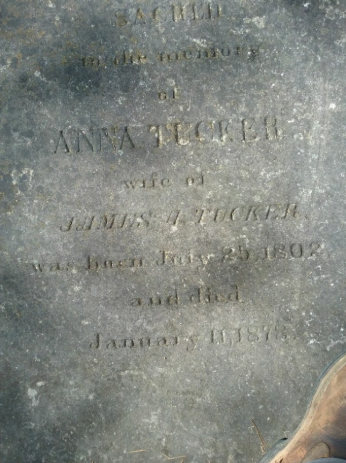 SACRED
to the memory
of
ANNA TUCKER
wife of
JAMES A. TUCKER
was born July 25, 1802
and died
January 11, 1873.